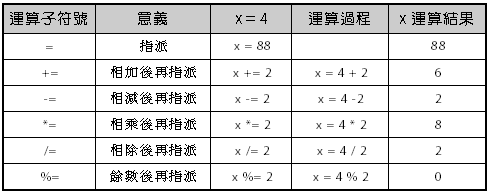 運算子符號 意義 x = 4 運算過程 x 運算結果
= 指派 x = 88 88
+= 相加後再指派 x += 2 x = 4 + 2 6
-= 相減後再指派 x -= 2 x = 4 -2 2
*= 相乘後再指派 x *= 2 x = 4 * 2 8
/= 相除後再指派 x /= 2 x = 4 / 2 2
%= 餘數後再指派 x %= 2 x = 4 % 2 0